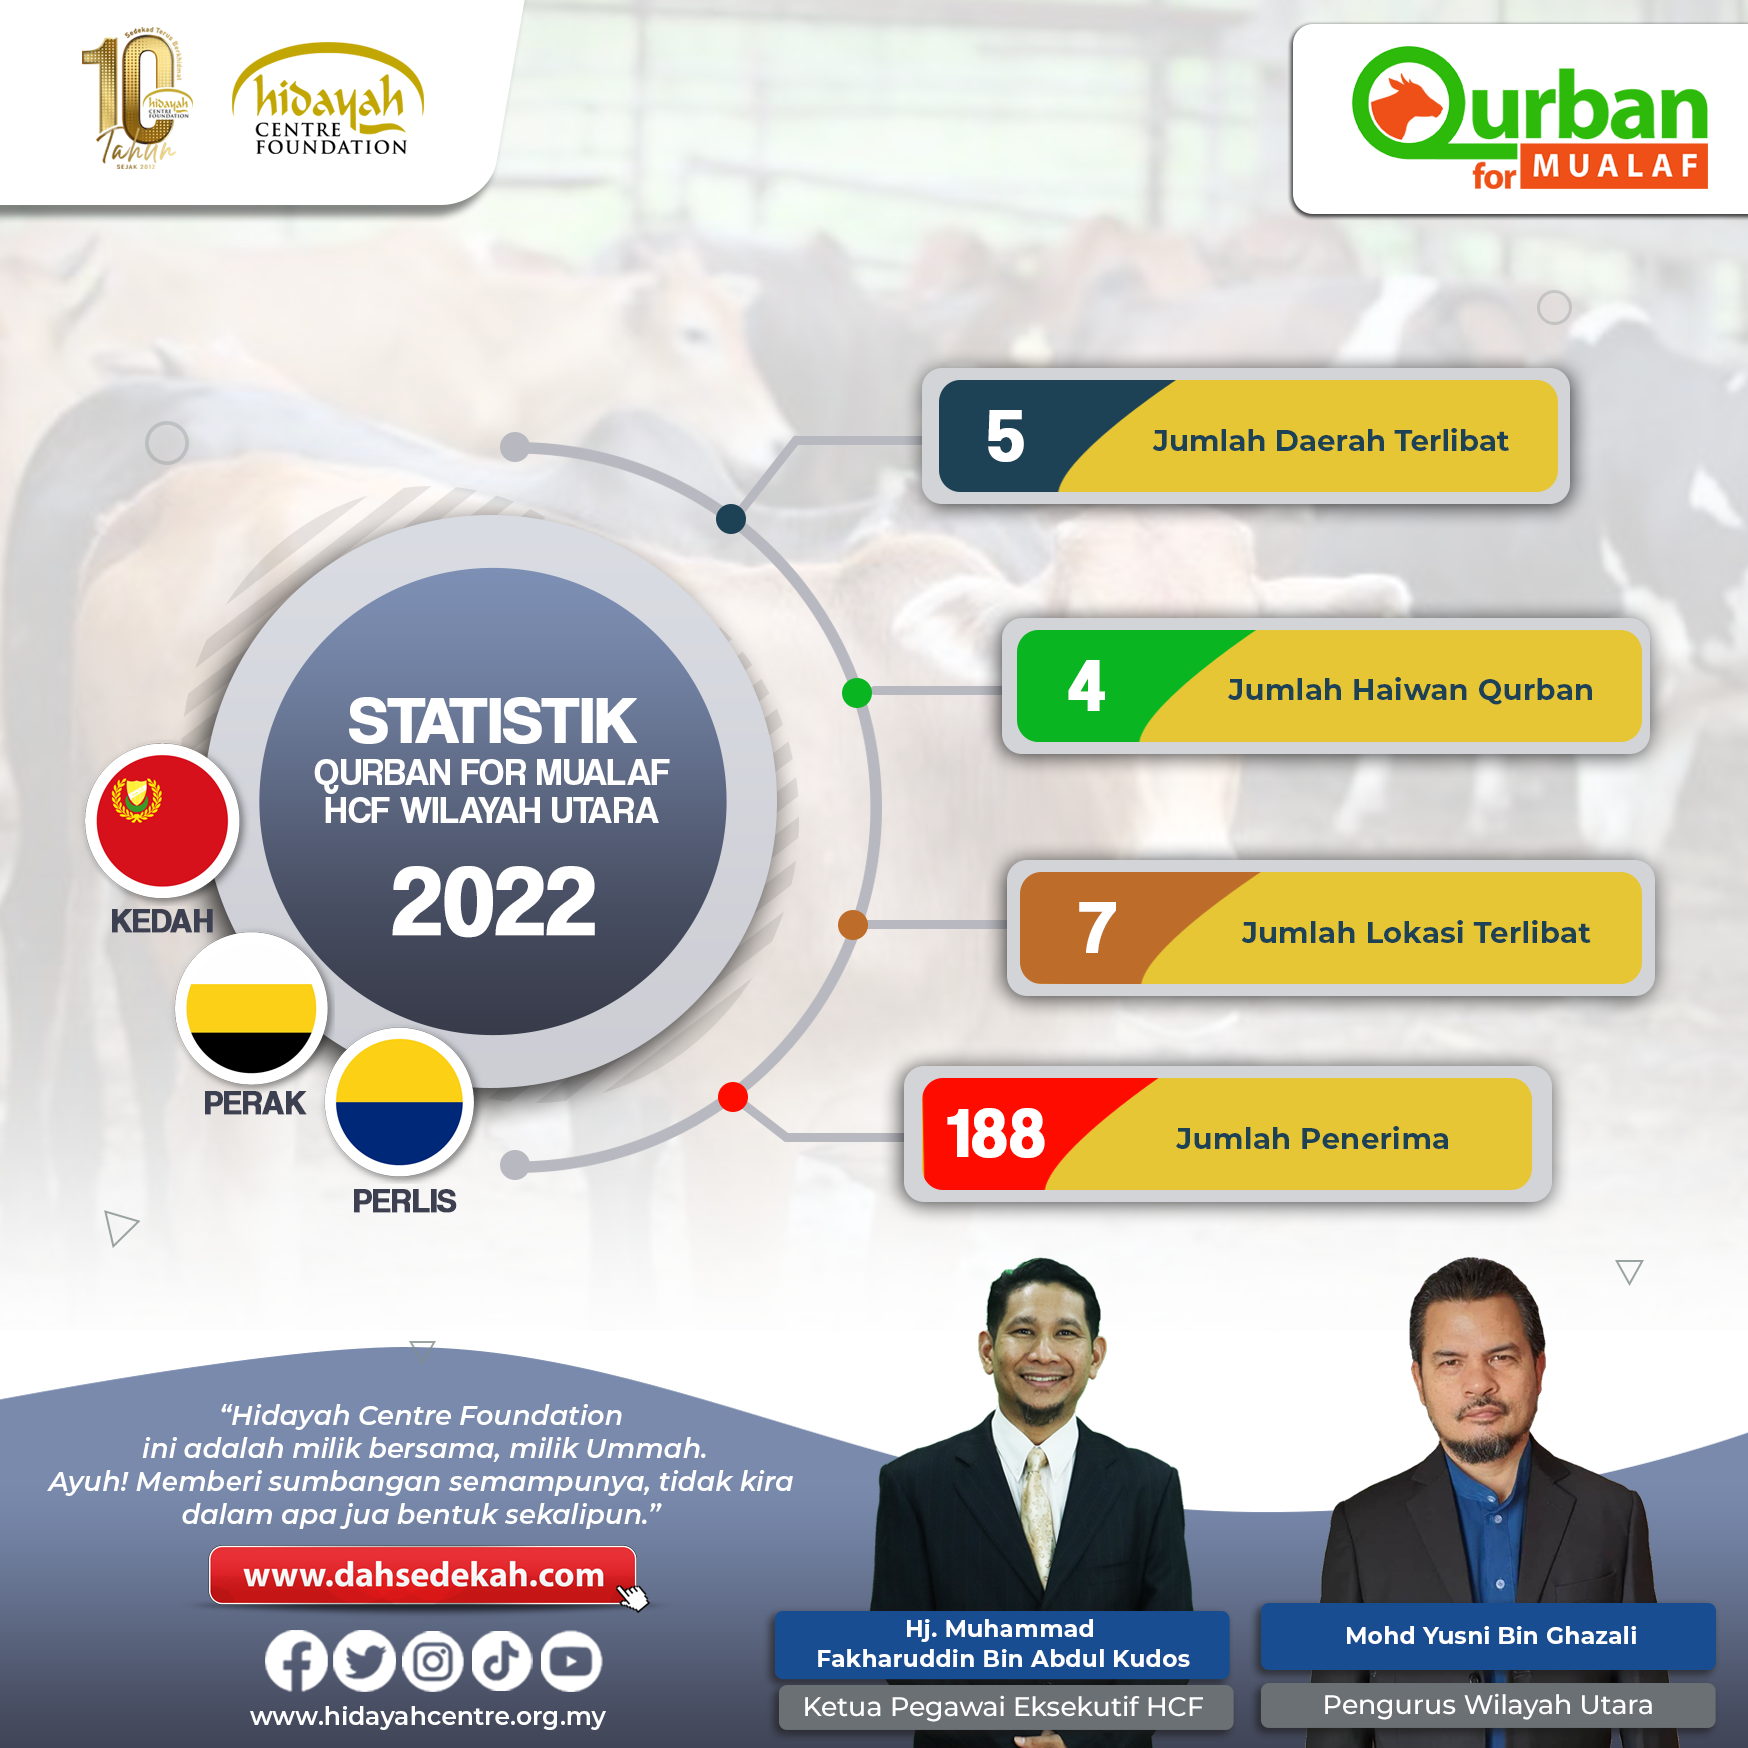 10
Sedekad Terus Berkhidmat
hidayah
CENTRE
FOUNDATION
Tahun
SEJAK 2012
hidayah
CENTRE
FOUNDATION
Qurban
for MUALAF
5
Jumlah Daerah Terlibat
4
Jumlah Haiwan Qurban
7
Jumlah Lokasi Terlibat
188
Jumlah Penerima
STATISTIK
QURBAN FOR MUALAF
HCF WILAYAH UTARA
2022
KEDAH
PERAK
PERLIS
“Hidayah Centre Foundation
ini adalah milik bersama, milik Ummah.
Ayuh! Memberi sumbangan semampunya, tidak kira
dalam apa jua bentuk sekalipun.”
www.dahsedekah.com
www.hidayahcentre.org.my
Hj. Muhammad
Fakharuddin Bin Abdul Kudos
Ketua Pegawai Eksekutif HCF
Mohd Yusni Bin Ghazali
Pengurus Wilayah Utara